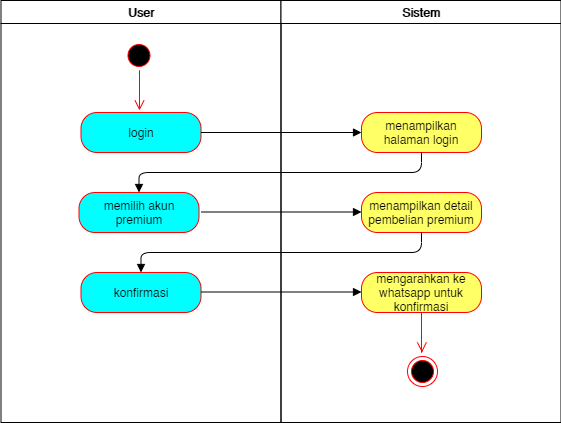 User
Sistem
login
menampilkan
halaman login
memilih akun
premium
menampilkan detail
pembelian premium
konfirmasi
mengarahkan ke
whatsapp untuk
konfirmasi